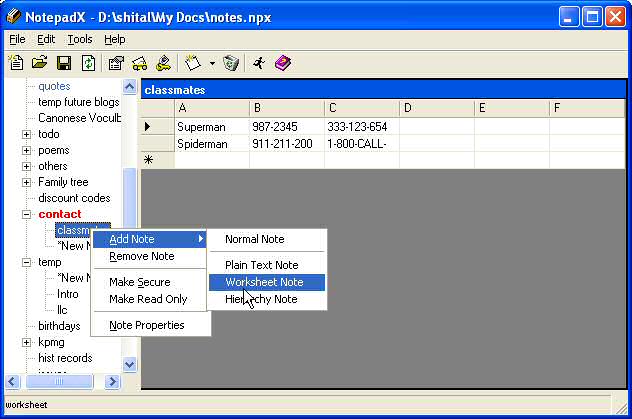 NotepadX - D:\shital\My Docs\notes.npx
File Edit Tools Help
quotes
temp future blogs
Canonese Voculb
todo
poems
others
Family tree
discount codes
contact
classma
*New N
temp
*New N
Intro
llc
birthdays
kpmg
hist records
classmates
A B C D E F
Superman 987-2345 333-123-654
Spiderman 911-211-200 1-800-CALL-
Add Note
Remove Note
Make Secure
Make Read Only
Note Properties
Normal Note
Plain Text Note
Worksheet Note
Hierarchy Note
worksheet